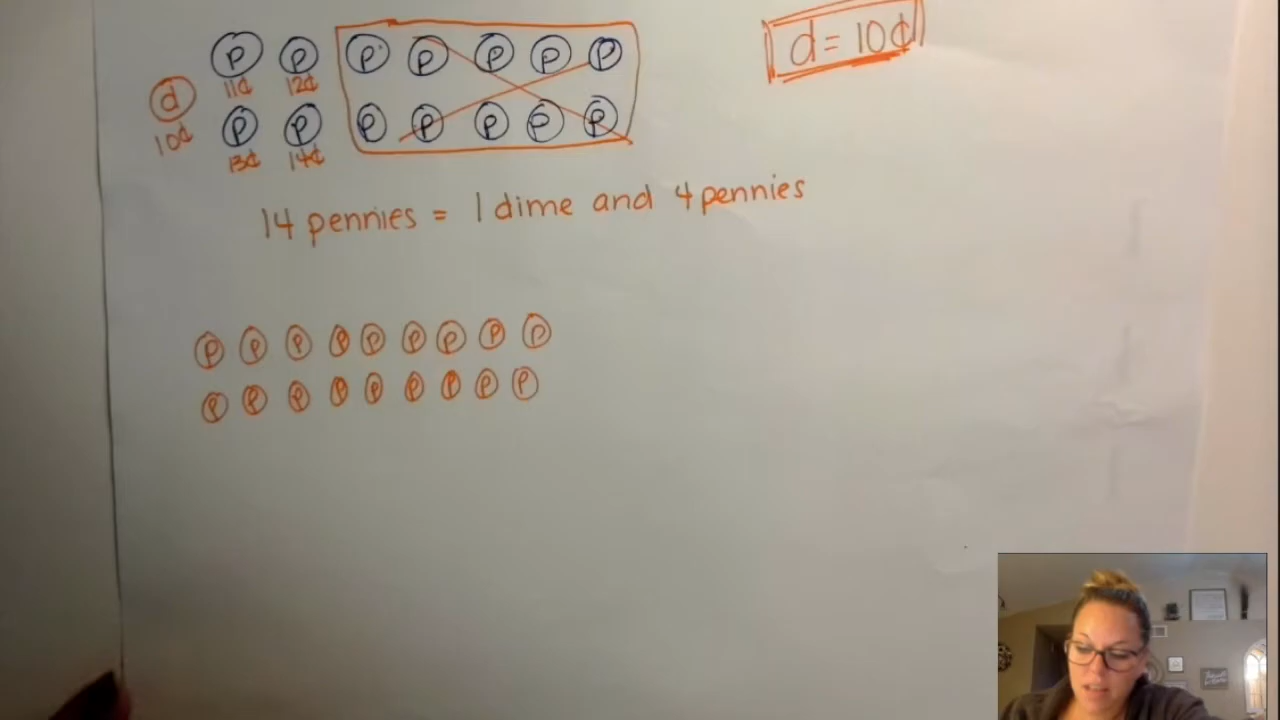 p p p p p p p
d = 10¢
d
11¢ 12¢
p p p p p p p
10¢
13¢ 14¢
14 pennies = 1 dime and 4 pennies
p p p p p p p p p
p p p p p p p p p